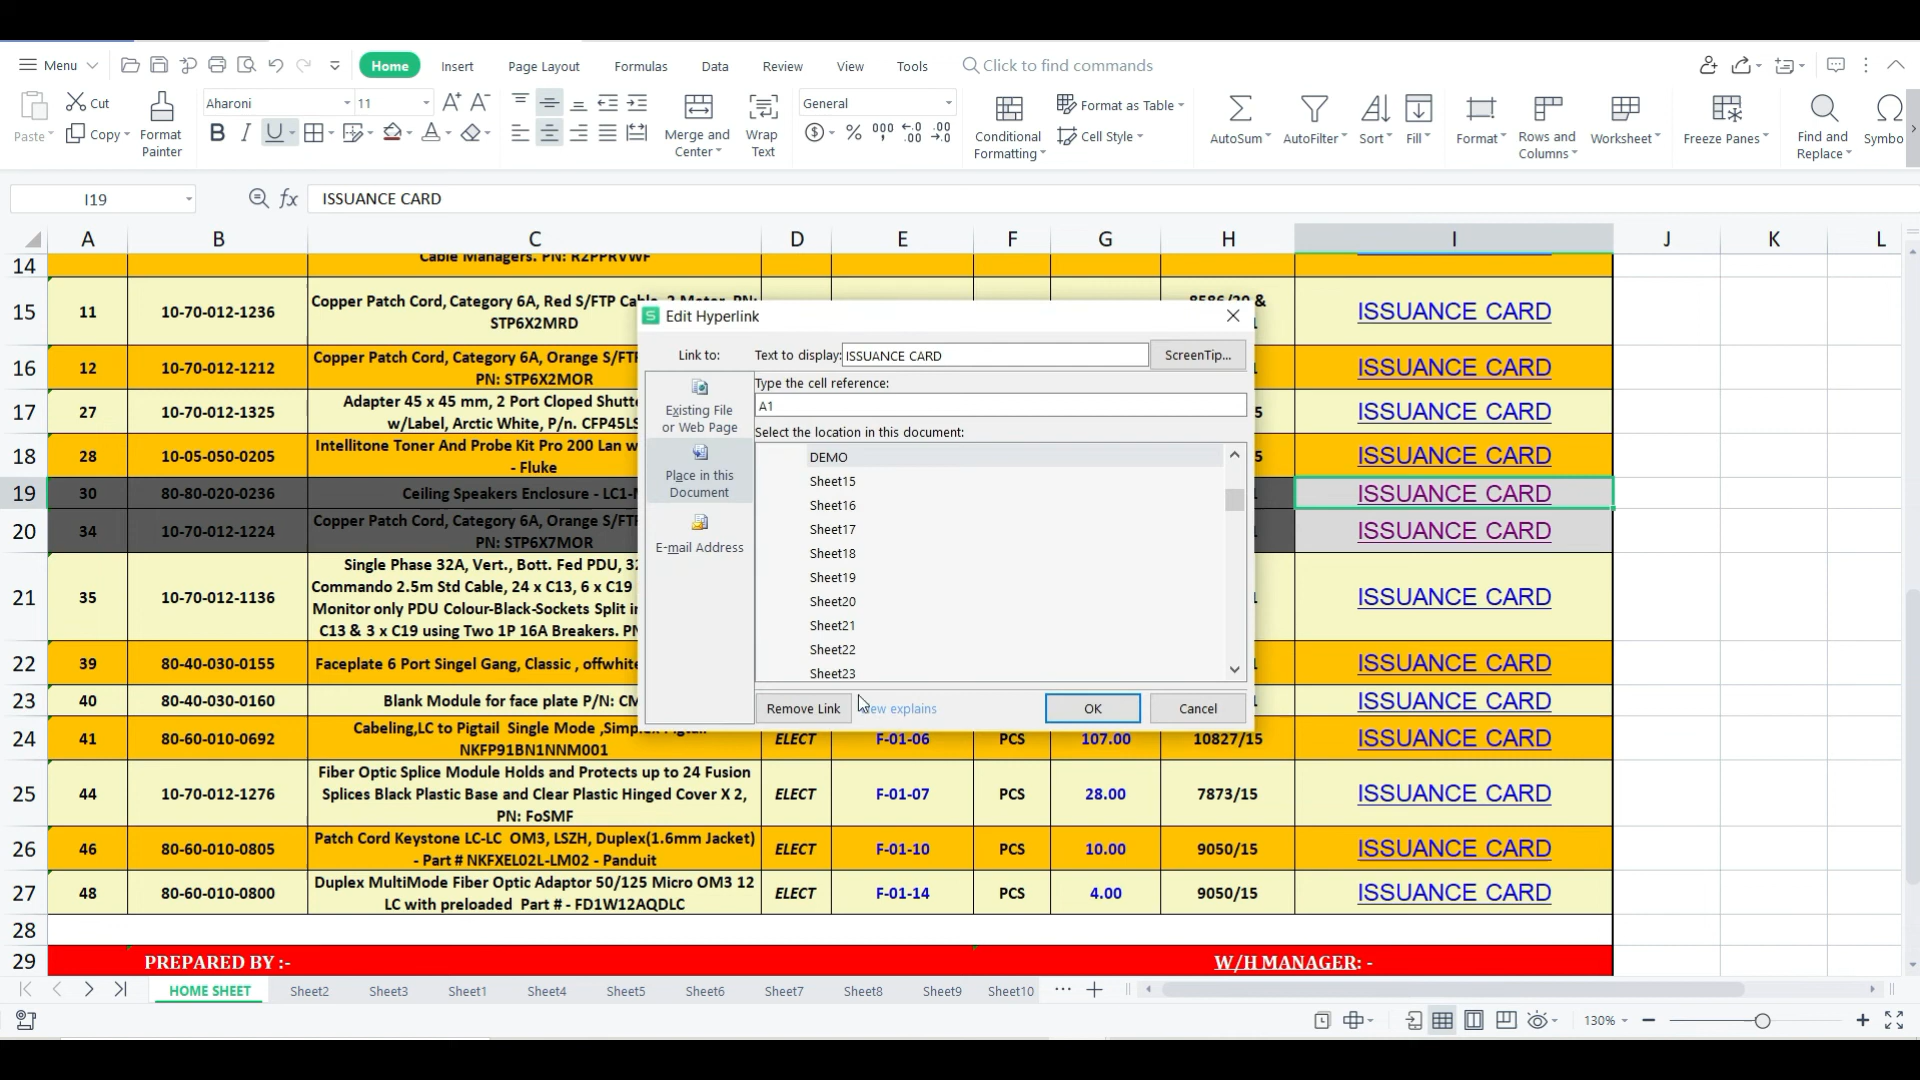 Menu Home Insert Page Layout Formulas Data Review View Tools Click to find commands
Cut Aharoni 11 General Format as Table
Paste Copy Format Painter Merge and Center Wrap Text Conditional Formatting Cell Style AutoSum AutoFilter Sort Fill Format Rows and Columns Worksheet Freeze Panes Find and Replace Symbo
I19 fx ISSUANCE CARD
A B C D E F G H I J K L
14 Cable Managers. PN: R2PPRVWF
15 11 10-70-012-1236 Copper Patch Cord, Category 6A, Red S/FTP
STP6X2MRD ISSUANCE CARD
16 12 10-70-012-1212 Copper Patch Cord, Category 6A, Orange S/FTP
PN: STP6X2MOR ISSUANCE CARD
17 27 10-70-012-1325 Adapter 45 x 45 mm, 2 Port Cloped Shutte
w/Label, Arctic White, P/n. CFP45LS 5 ISSUANCE CARD
18 28 10-05-050-0205 Intellitone Toner And Probe Kit Pro 200 Lan w
- Fluke 5 ISSUANCE CARD
19 30 80-80-020-0236 Ceiling Speakers Enclosure - LC1- ISSUANCE CARD
20 34 10-70-012-1224 Copper Patch Cord, Category 6A, Orange S/FTP
PN: STP6X7MOR ISSUANCE CARD
21 35 10-70-012-1136 Single Phase 32A, Vert., Bott. Fed PDU, 32
Commando 2.5m Std Cable, 24 x C13, 6 x C19
Monitor only PDU Colour-Black-Sockets Split in
C13 & 3 x C19 using Two 1P 16A Breakers. PN ISSUANCE CARD
22 39 80-40-030-0155 Faceplate 6 Port Singel Gang, Classic , offwhite ISSUANCE CARD
23 40 80-40-030-0160 Blank Module for face plate P/N: CM ISSUANCE CARD
24 41 80-60-010-0692 Cabeling,LC to Pigtail Single Mode ,Simplex Pigtail
NKFP91BN1NNM001 ELECT F-01-06 PCS 107.00 10827/15 ISSUANCE CARD
25 44 10-70-012-1276 Fiber Optic Splice Module Holds and Protects up to 24 Fusion
Splices Black Plastic Base and Clear Plastic Hinged Cover X 2,
PN: FoSMF ELECT F-01-07 PCS 28.00 7873/15 ISSUANCE CARD
26 46 80-60-010-0805 Patch Cord Keystone LC-LC OM3, LSZH, Duplex(1.6mm Jacket)
- Part # NKFXEL02L-LM02 - Panduit ELECT F-01-10 PCS 10.00 9050/15 ISSUANCE CARD
27 48 80-60-010-0800 Duplex MultiMode Fiber Optic Adaptor 50/125 Micro OM3 12
LC with preloaded Part # - FD1W12AQDLC ELECT F-01-14 PCS 4.00 9050/15 ISSUANCE CARD
28
29 PREPARED BY :- W/H MANAGER: -
Edit Hyperlink
Link to: Text to display: ISSUANCE CARD ScreenTip...
Type the cell reference:
A1
Existing File
or Web Page
Select the location in this document:
Place in this
Document
E-mail Address
DEMO
Sheet15
Sheet16
Sheet17
Sheet18
Sheet19
Sheet20
Sheet21
Sheet22
Sheet23
Remove Link explains OK Cancel
HOME SHEET Sheet2 Sheet3 Sheet1 Sheet4 Sheet5 Sheet6 Sheet7 Sheet8 Sheet9 Sheet10 ...
130%